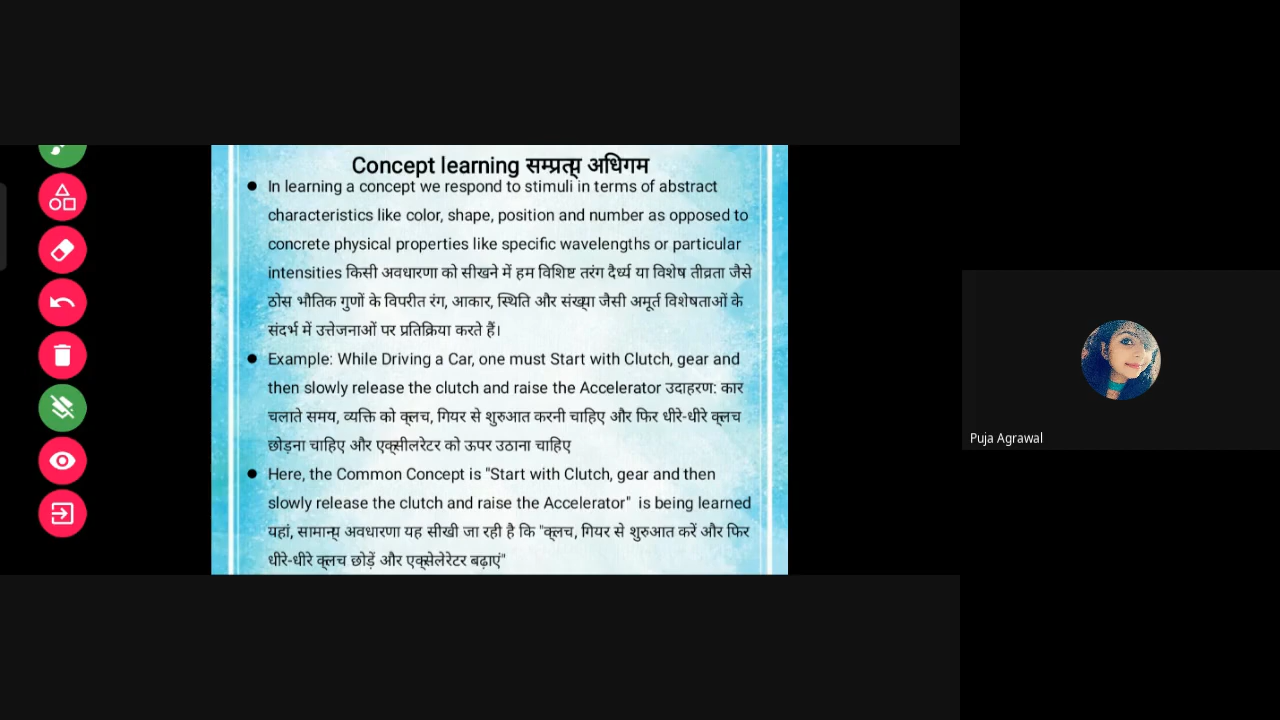 Concept learning सम्प्रत्य अधिगम
In learning a concept we respond to stimuli in terms of abstract
characteristics like color, shape, position and number as opposed to
concrete physical properties like specific wavelengths or particular
intensities किसी अवधारणा को सीखने में हम विशिष्ट तरंग दैर्ध्य या विशेष तीव्रता जैसे
ठोस भौतिक गुणों के विपरीत रंग, आकार, स्थिति और संख्या जैसी अमूर्त विशेषताओं के
संदर्भ में उत्तेजनाओं पर प्रतिक्रिया करते हैं।
Example: While Driving a Car, one must Start with Clutch, gear and
then slowly release the clutch and raise the Accelerator उदाहरण: कार
चलाते समय, व्यक्ति को क्लच, गियर से शुरुआत करनी चाहिए और फिर धीरे-धीरे क्लच
छोड़ना चाहिए और एक्सीलरेटर को ऊपर उठाना चाहिए
Here, the Common Concept is "Start with Clutch, gear and then
slowly release the clutch and raise the Accelerator" is being learned
यहां, सामान्य अवधारणा यह सीखी जा रही है कि "क्लच, गियर से शुरुआत करें और फिर
धीरे-धीरे क्लच छोड़ें और एक्सेलेरेटर बढ़ाएं"
Puja Agrawal